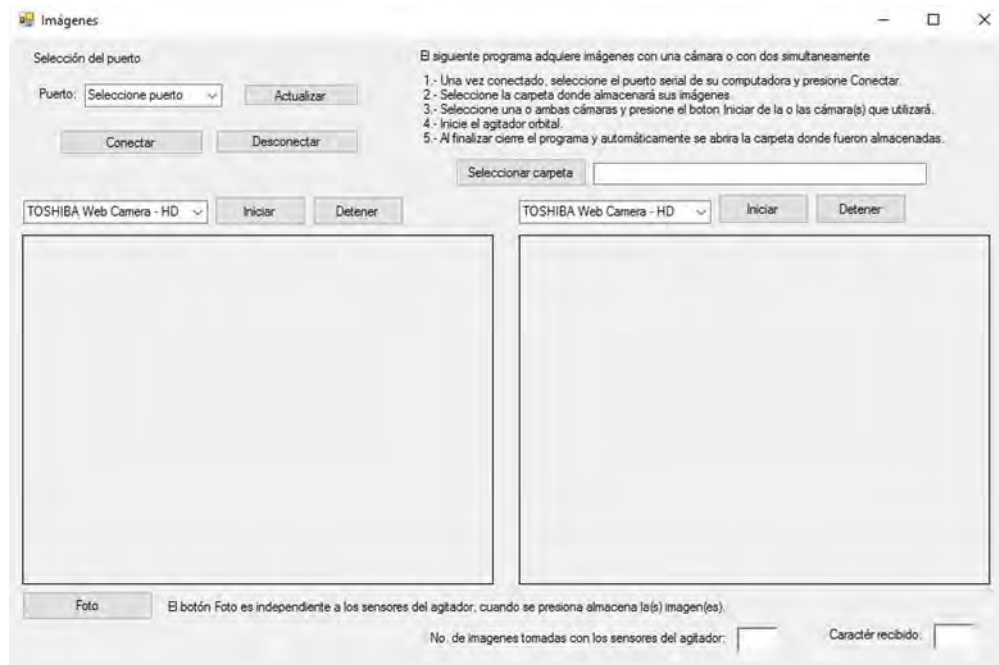 Imágenes
Selección del puerto
Puerto: Seleccione puerto
Actualizar
Conectar
Desconectar
El siguiente programa adquiere imágenes con una cámara o con dos simultaneamente
1.- Una vez conectado, seleccione el puerto serial de su computadora y presione Conectar.
2.- Seleccione la carpeta donde almacenará sus imágenes
3.- Seleccione una o ambas cámaras y presione el boton Iniciar de la o las cámara(s) que utilizará.
4.- Inicie el agitador orbital.
5.- Al finalizar cierre el programa y automáticamente se abrira la carpeta donde fueron almacenadas.
Seleccionar carpeta
TOSHIBA Web Camera - HD
Iniciar
Detener
TOSHIBA Web Camera - HD
Iniciar
Detener
Foto
El botón Foto es independiente a los sensores del agitador, cuando se presiona almacena la(s) imagen(es).
No. de imagenes tomadas con los sensores del agitador:
Caractér recibido: